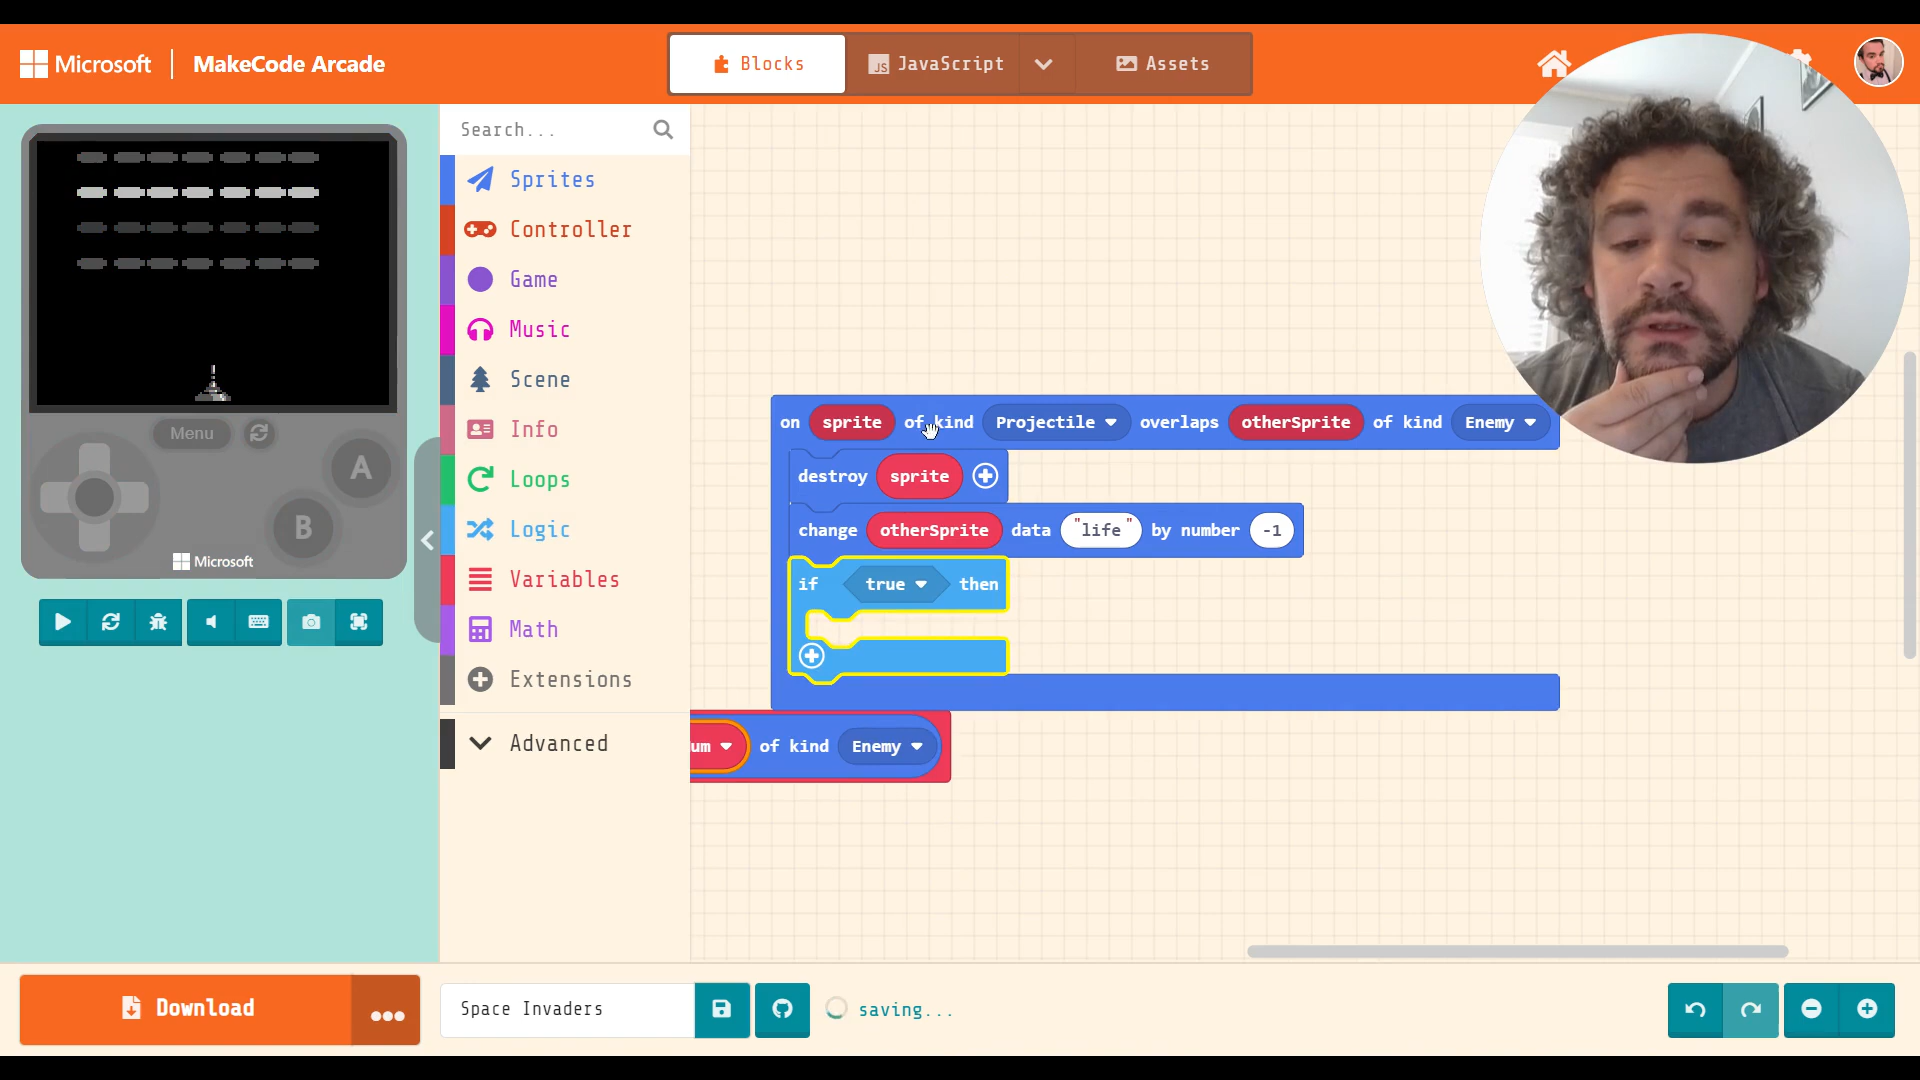 Microsoft | MakeCode Arcade
Blocks
JS JavaScript
Assets
Search...
Sprites
Controller
Game
Music
Scene
Info
Loops
Logic
Variables
Math
Extensions
Advanced
Menu
A
B
Microsoft
on sprite of kind Projectile overlaps otherSprite of kind Enemy
destroy sprite
change otherSprite data "life" by number -1
if true then
um of kind Enemy
Download
Space Invaders
saving...